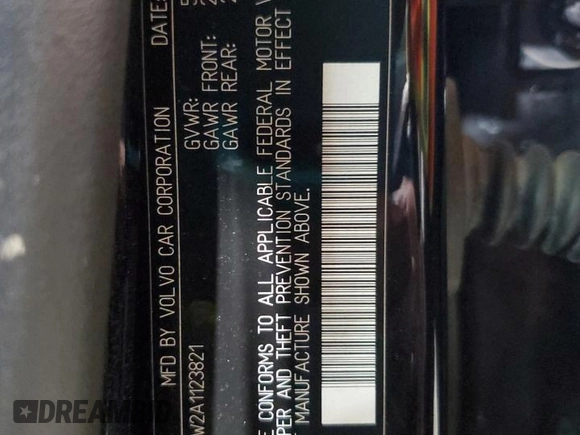 MFD BY VOLVO CAR CORPORATION DATE:
W2A1123821
GVWR:
GAWR FRONT:
GAWR REAR:
E CONFORMS TO ALL APPLICABLE FEDERAL MOTOR V
PER AND THEFT PREVENTION STANDARDS IN EFFECT
MANUFACTURE SHOWN ABOVE.
DREAMBID